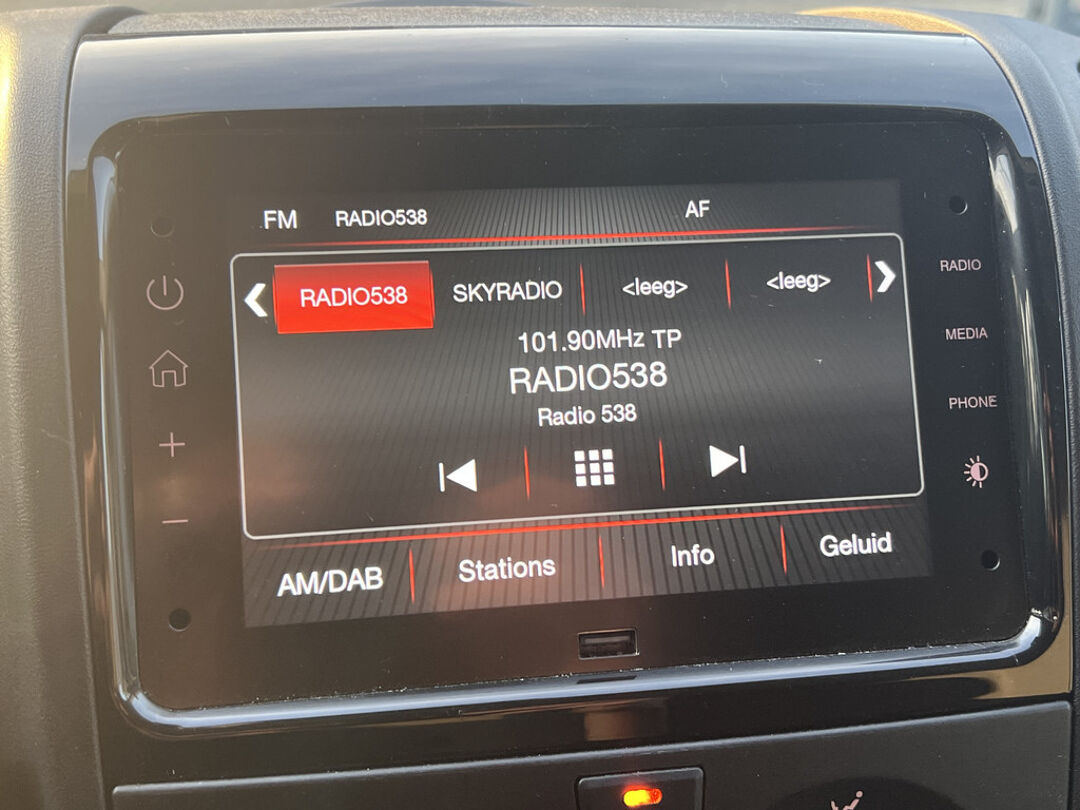 FM RADIO538 AF
RADIO538 SKYRADIO <leeg> <leeg>
101.90MHz TP
RADIO538
Radio 538
AM/DAB Stations Info Geluid
RADIO
MEDIA
PHONE